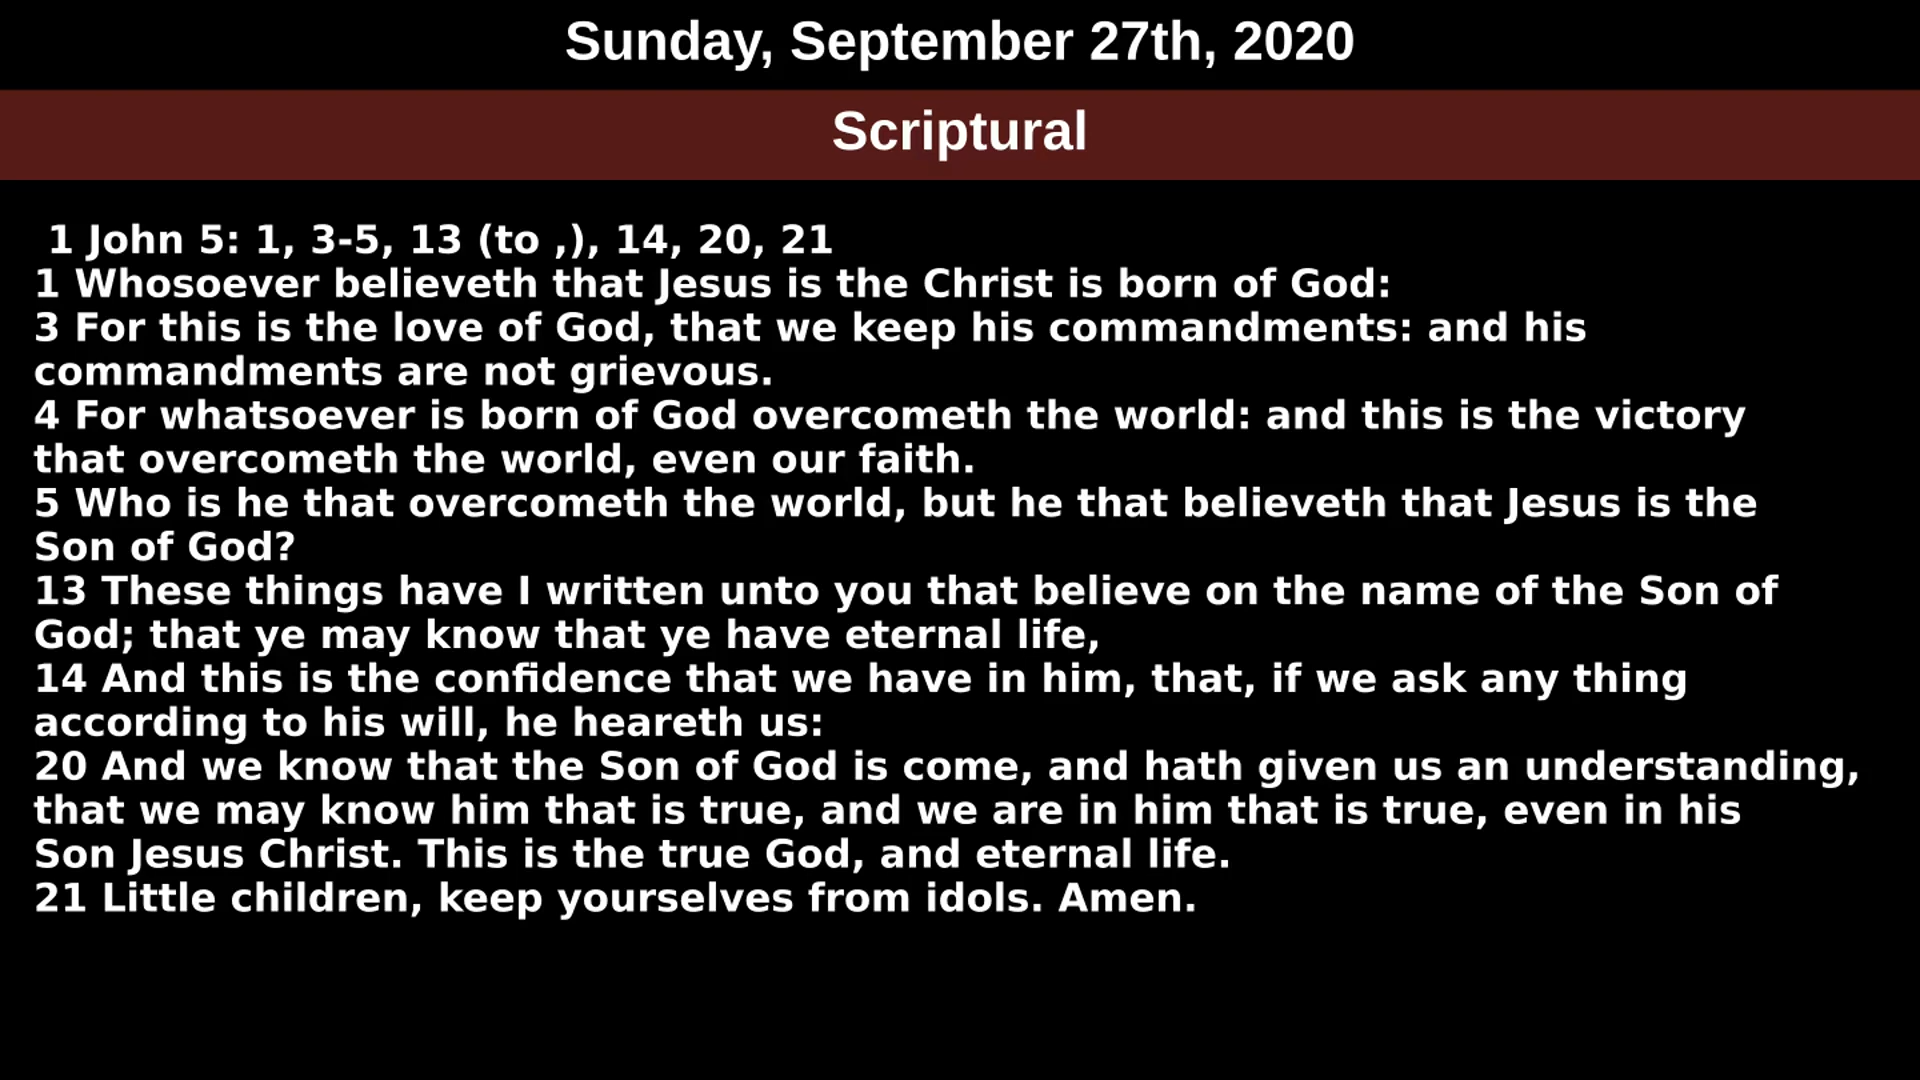 Sunday, September 27th, 2020
Scriptural
1 John 5: 1, 3-5, 13 (to ,), 14, 20, 21
1 Whosoever believeth that Jesus is the Christ is born of God:
3 For this is the love of God, that we keep his commandments: and his
commandments are not grievous.
4 For whatsoever is born of God overcometh the world: and this is the victory
that overcometh the world, even our faith.
5 Who is he that overcometh the world, but he that believeth that Jesus is the
Son of God?
13 These things have I written unto you that believe on the name of the Son of
God; that ye may know that ye have eternal life,
14 And this is the confidence that we have in him, that, if we ask any thing
according to his will, he heareth us:
20 And we know that the Son of God is come, and hath given us an understanding,
that we may know him that is true, and we are in him that is true, even in his
Son Jesus Christ. This is the true God, and eternal life.
21 Little children, keep yourselves from idols. Amen.